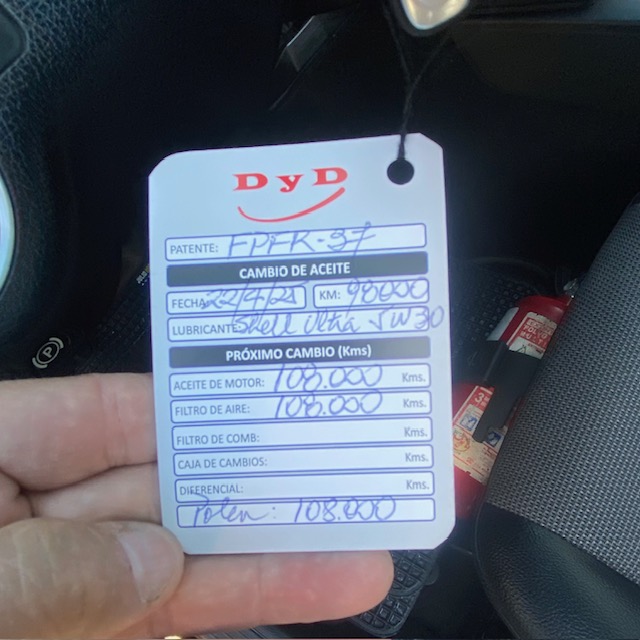 DyD
PATENTE: FPFK-37
CAMBIO DE ACEITE
FECHA: 22/4/25 KM: 98000
LUBRICANTE: Shell Ultra 5W30
PRÓXIMO CAMBIO (Kms)
ACEITE DE MOTOR: 108.000 Kms.
FILTRO DE AIRE: 108.000 Kms.
FILTRO DE COMB: Kms.
CAJA DE CAMBIOS: Kms.
DIFERENCIAL: Kms.
Polen: 108.000